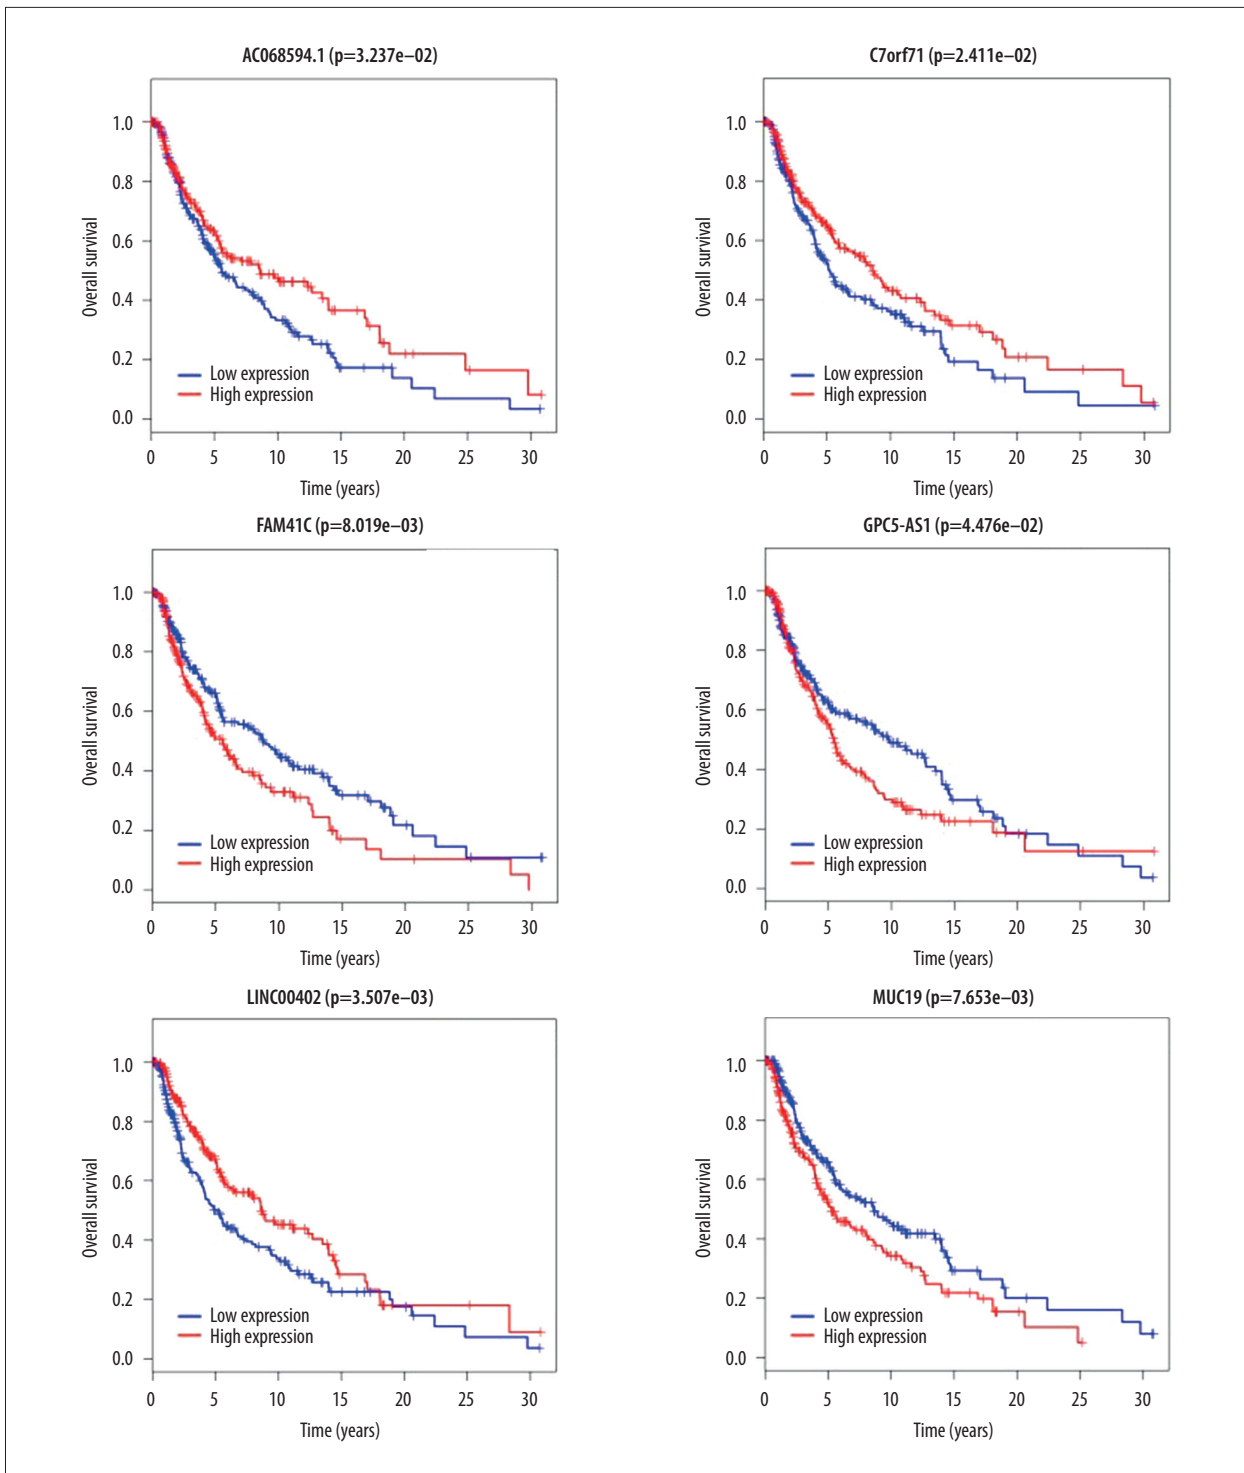 AC068594.1 (p=3.237e–02)
1.0
0.8
0.6
0.4
0.2
0.0
Overall survival
Low expression
High expression
0 5 10 15 20 25 30
Time (years)
C7orf71 (p=2.411e–02)
1.0
0.8
0.6
0.4
0.2
0.0
Overall survival
Low expression
High expression
0 5 10 15 20 25 30
Time (years)
FAM41C (p=8.019e–03)
1.0
0.8
0.6
0.4
0.2
0.0
Overall survival
Low expression
High expression
0 5 10 15 20 25 30
Time (years)
GPC5-AS1 (p=4.476e–02)
1.0
0.8
0.6
0.4
0.2
0.0
Overall survival
Low expression
High expression
0 5 10 15 20 25 30
Time (years)
LINC00402 (p=3.507e–03)
1.0
0.8
0.6
0.4
0.2
0.0
Overall survival
Low expression
High expression
0 5 10 15 20 25 30
Time (years)
MUC19 (p=7.653e–03)
1.0
0.8
0.6
0.4
0.2
0.0
Overall survival
Low expression
High expression
0 5 10 15 20 25 30
Time (years)